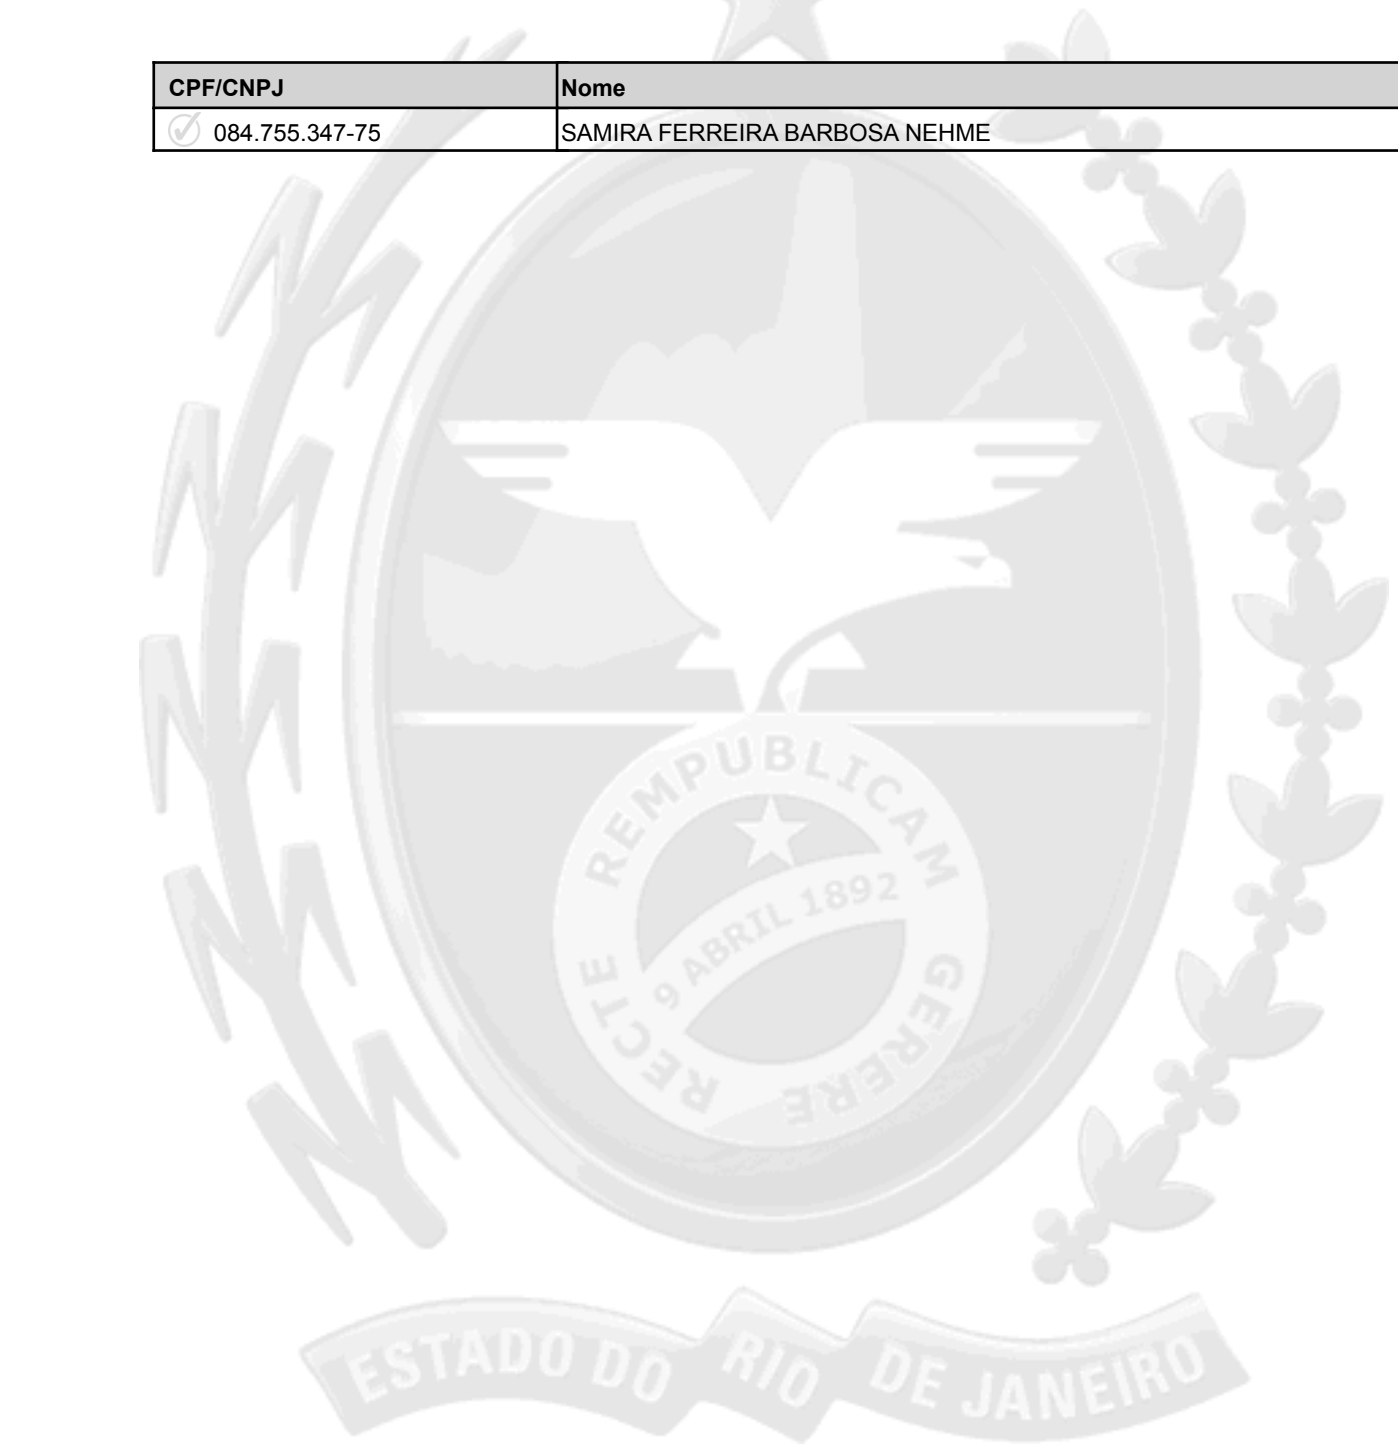 CPF/CNPJ Nome
084.755.347-75 SAMIRA FERREIRA BARBOSA NEHME
REMPUBLICAM
9 ABRIL 1892
RECTE GERERE
ESTADO DO RIO DE JANEIRO